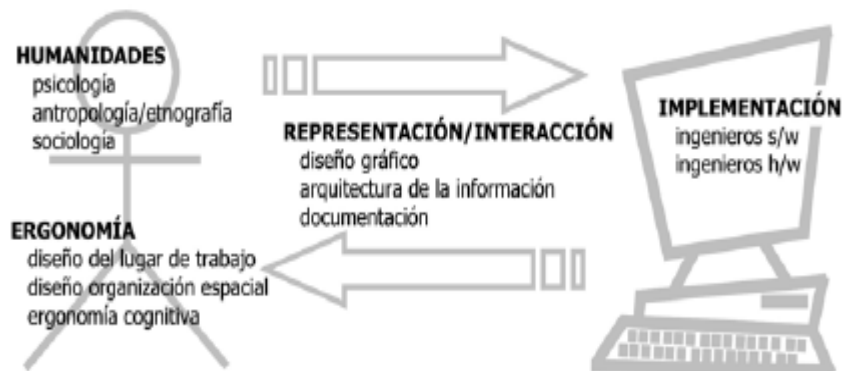 HUMANIDADES
psicología
antropología/etnografía
sociología
ERGONOMÍA
diseño del lugar de trabajo
diseño organización espacial
ergonomía cognitiva
REPRESENTACIÓN/INTERACCIÓN
diseño gráfico
arquitectura de la información
documentación
IMPLEMENTACIÓN
ingenieros s/w
ingenieros h/w